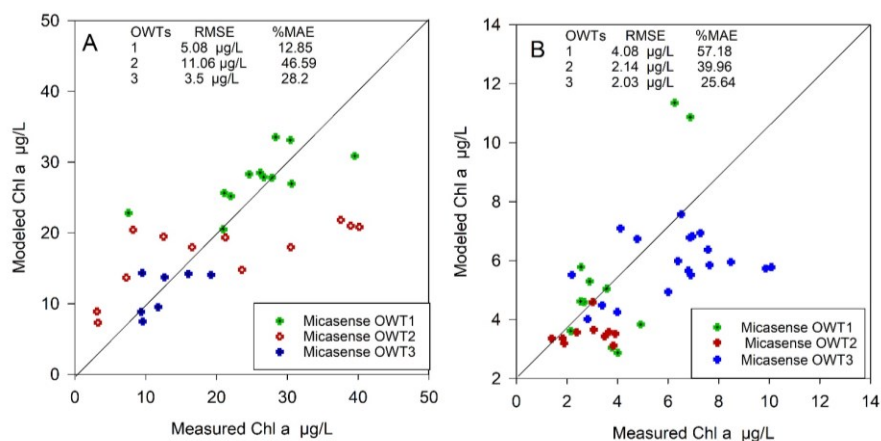 A
OWTs RMSE %MAE
1 5.08 µg/L 12.85
2 11.06 µg/L 46.59
3 3.5 µg/L 28.2
50
40
30
20
10
0
Modeled Chl a µg/L
Micasense OWT1
Micasense OWT2
Micasense OWT3
0 10 20 30 40 50
Measured Chl a µg/L
B
OWTs RMSE %MAE
1 4.08 µg/L 57.18
2 2.14 µg/L 39.96
3 2.03 µg/L 25.64
14
12
10
8
6
4
2
Modeled Chl a µg/L
Micasense OWT1
Micasense OWT2
Micasense OWT3
0 2 4 6 8 10 12 14
Measured Chl a µg/L